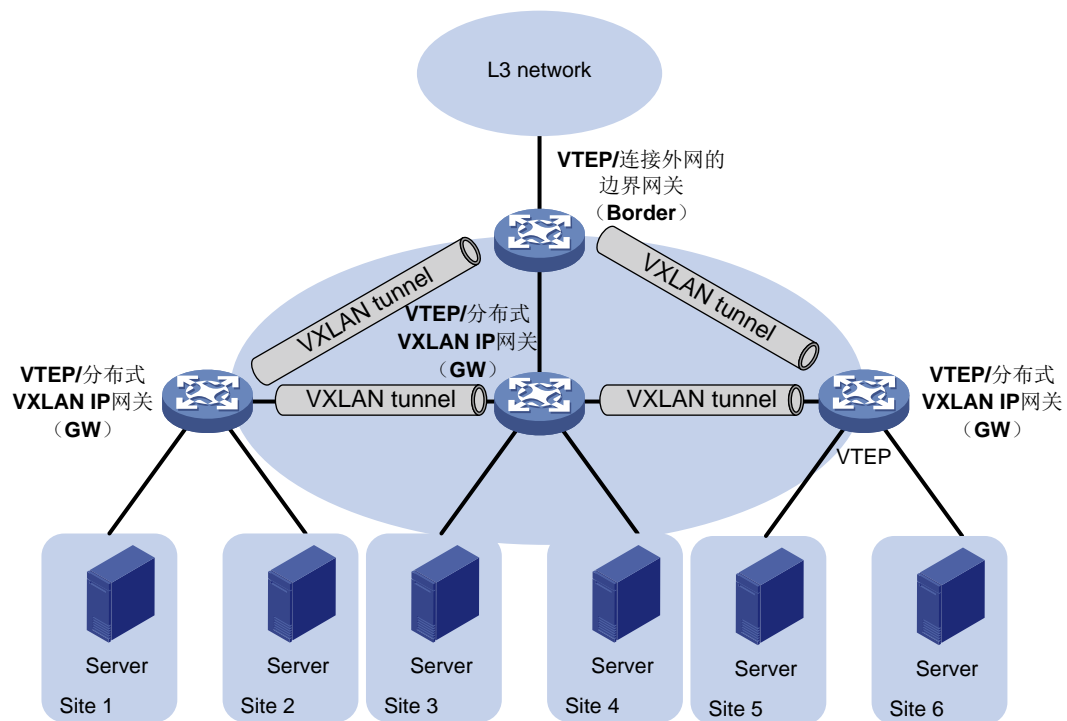 L3 network
VTEP/连接外网的
边界网关
（Border）
VXLAN tunnel
VXLAN tunnel
VTEP/分布式
VXLAN IP网关
（GW）
VTEP/分布式
VXLAN IP网关
（GW）
VXLAN tunnel
VXLAN tunnel
VTEP/分布式
VXLAN IP网关
（GW）
VTEP
Server
Site 1
Server
Site 2
Server
Site 3
Server
Site 4
Server
Site 5
Server
Site 6